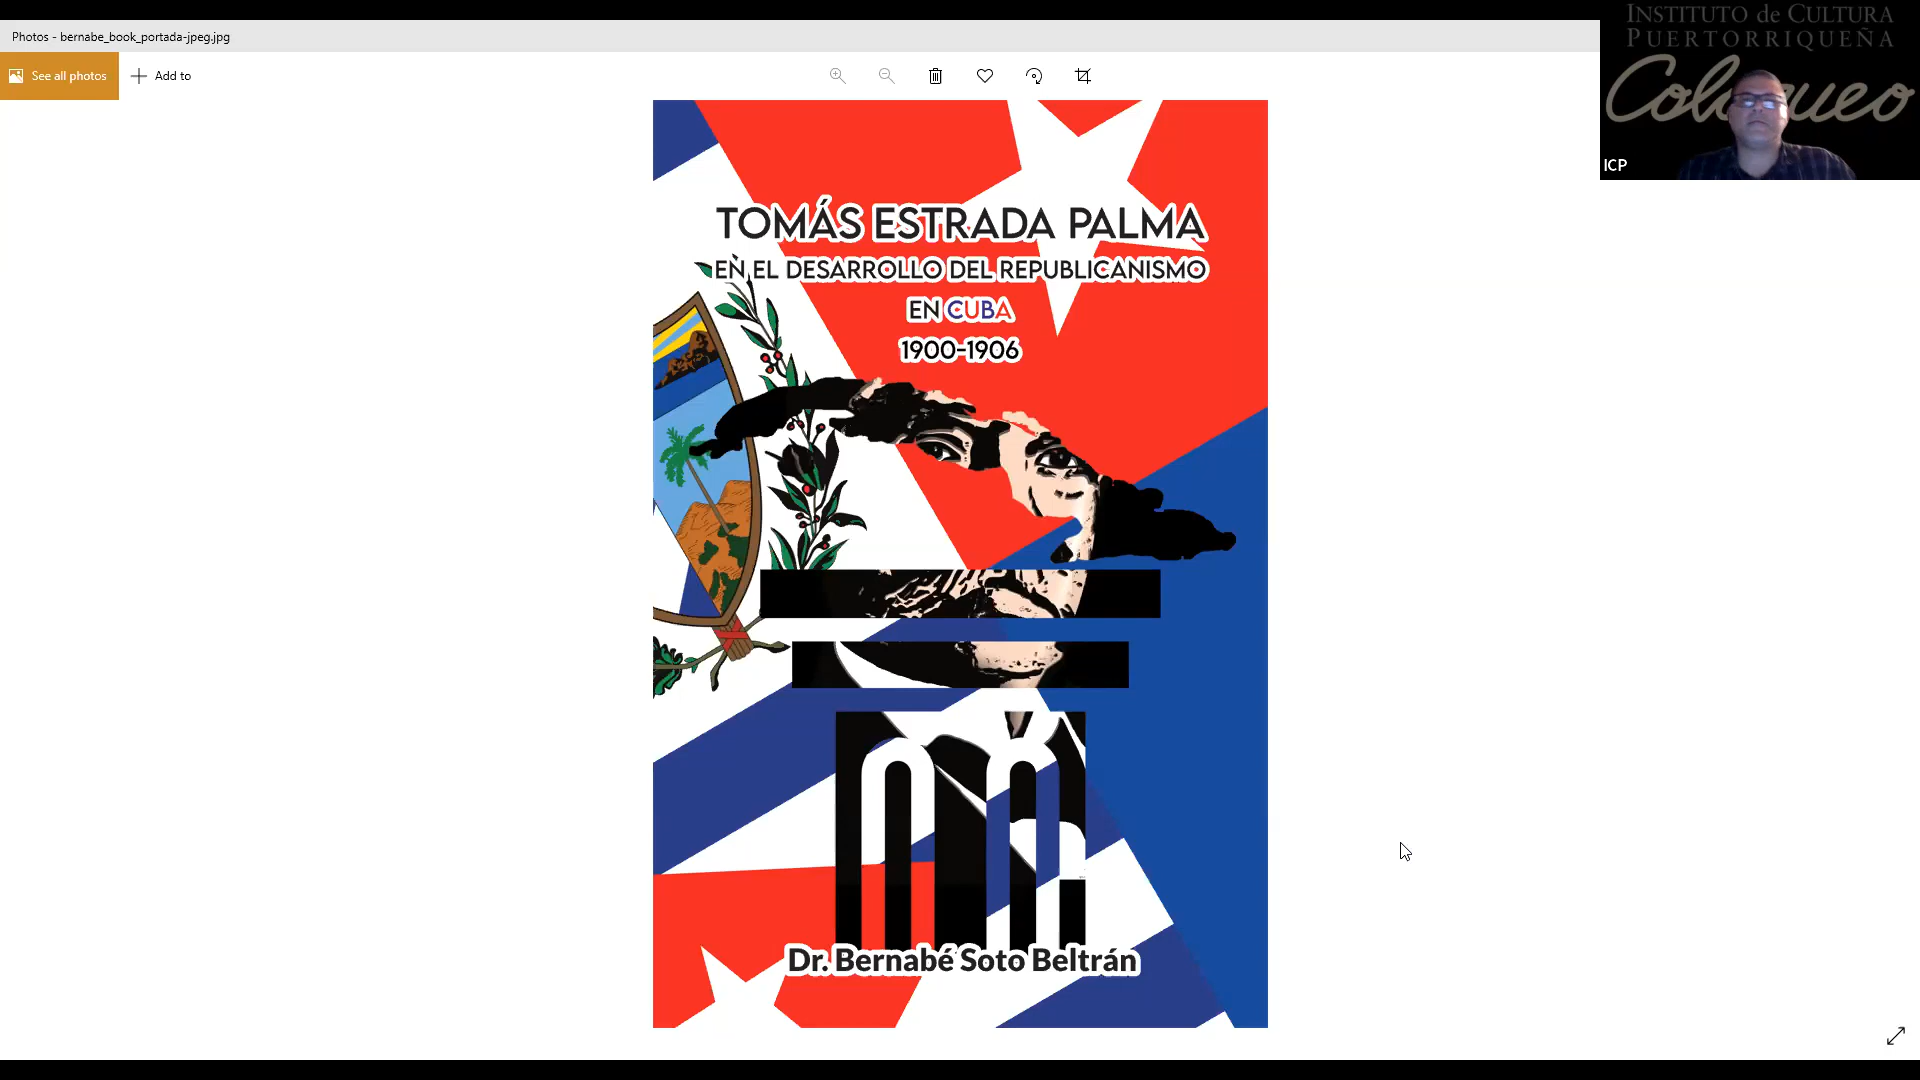 Photos - bernabe_book_portada-jpeg.jpg
See all photos
Add to
INSTITUTO de CULTURA
PUERTORRIQUEÑA
ICP
TOMÁS ESTRADA PALMA
EN EL DESARROLLO DEL REPUBLICANISMO
EN CUBA
1900-1906
Dr. Bernabé Soto Beltrán